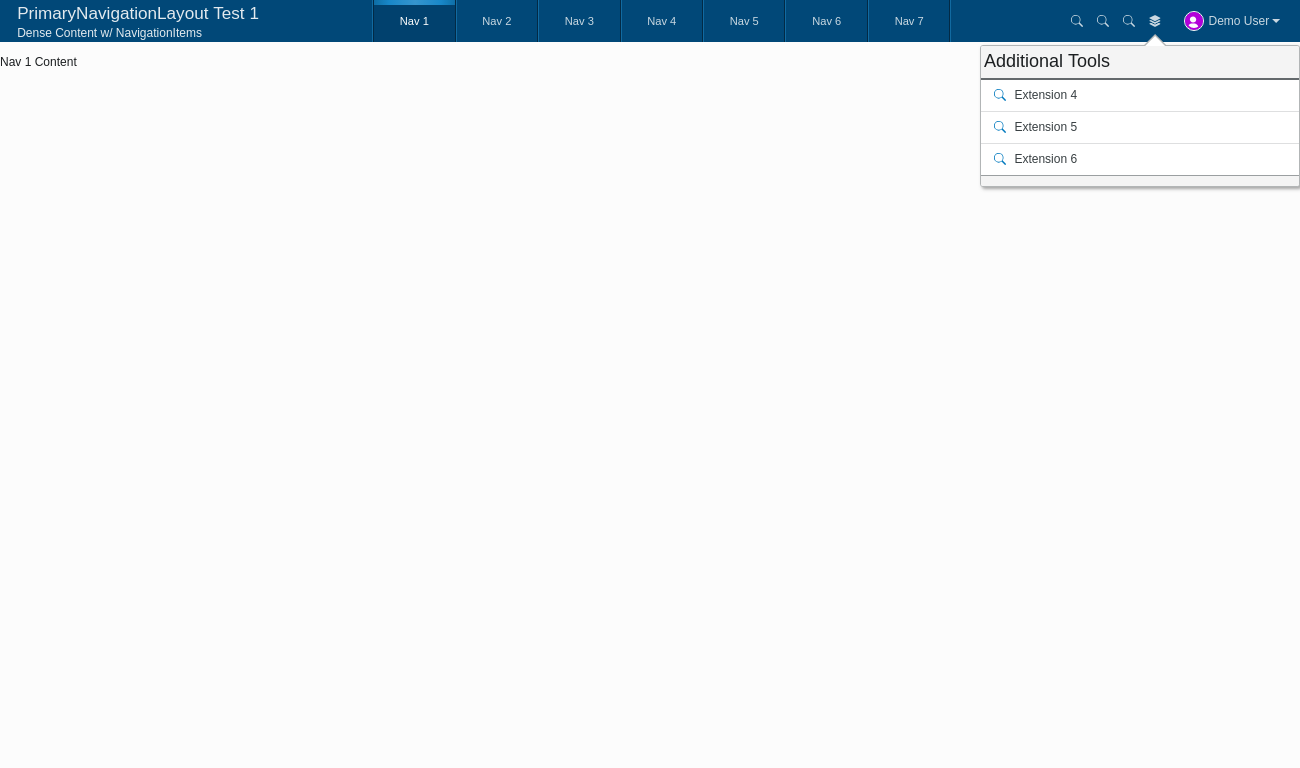 PrimaryNavigationLayout Test 1
Dense Content w/ NavigationItems
Nav 1
Nav 2
Nav 3
Nav 4
Nav 5
Nav 6
Nav 7
Demo User
Nav 1 Content
Additional Tools
Extension 4
Extension 5
Extension 6